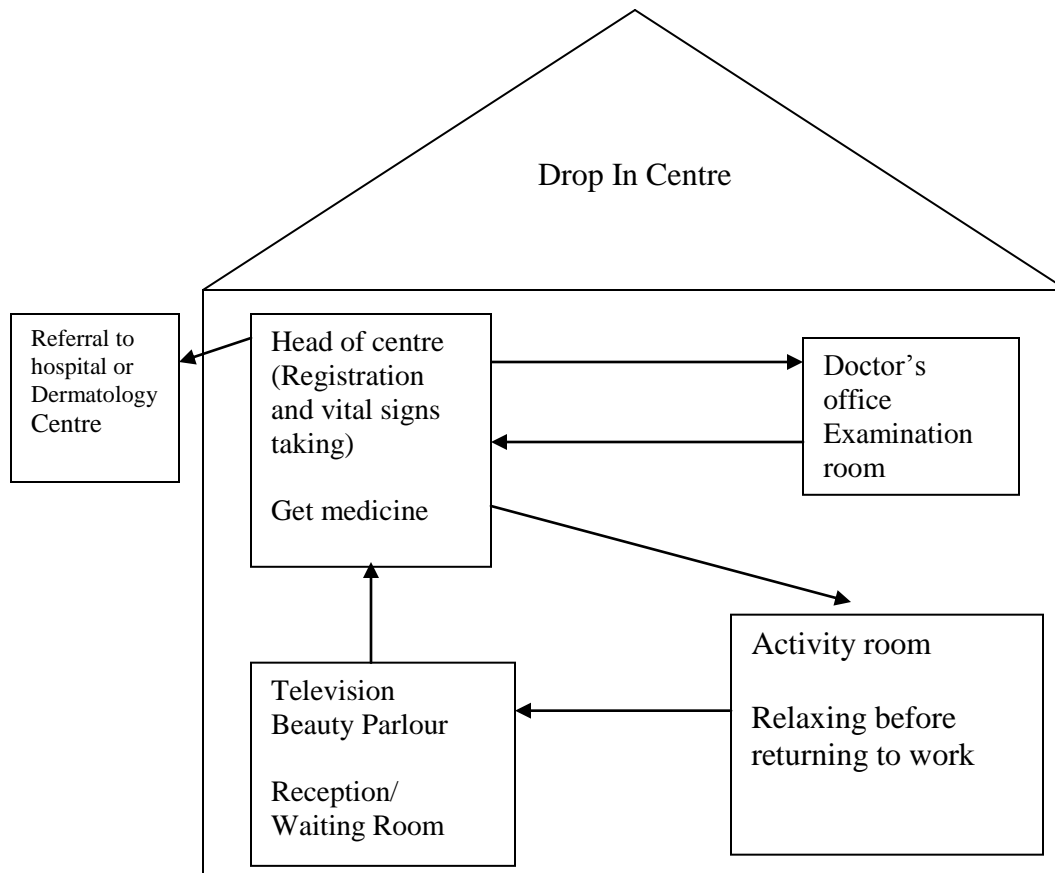 Drop In Centre
Referral to
hospital or
Dermatology
Centre
Head of centre
(Registration
and vital signs
taking)
Get medicine
Doctor’s
office
Examination
room
Television
Beauty Parlour
Reception/
Waiting Room
Activity room
Relaxing before
returning to work